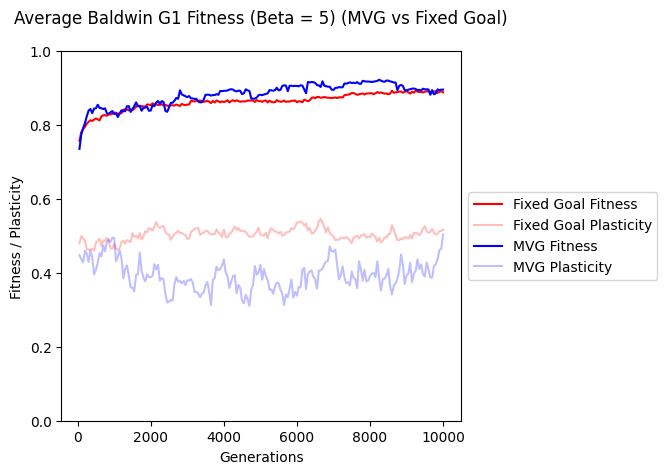 Average Baldwin G1 Fitness (Beta = 5) (MVG vs Fixed Goal)
1.0
0.8
0.6
0.4
0.2
0.0
Fitness / Plasticity
0
2000
4000
6000
8000
10000
Generations
Fixed Goal Fitness
Fixed Goal Plasticity
MVG Fitness
MVG Plasticity